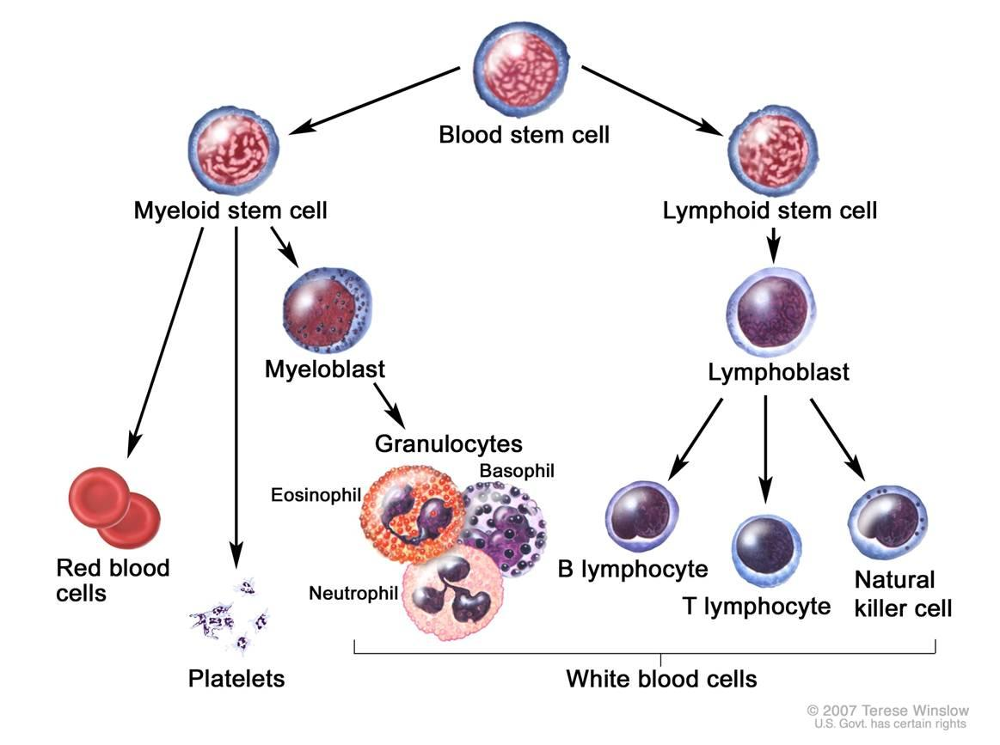 Blood stem cell
Myeloid stem cell
Lymphoid stem cell
Myeloblast
Lymphoblast
Granulocytes
Basophil
Eosinophil
Neutrophil
Red blood
cells
Platelets
B lymphocyte
T lymphocyte
Natural
killer cell
White blood cells
© 2007 Terese Winslow
U.S. Govt. has certain rights